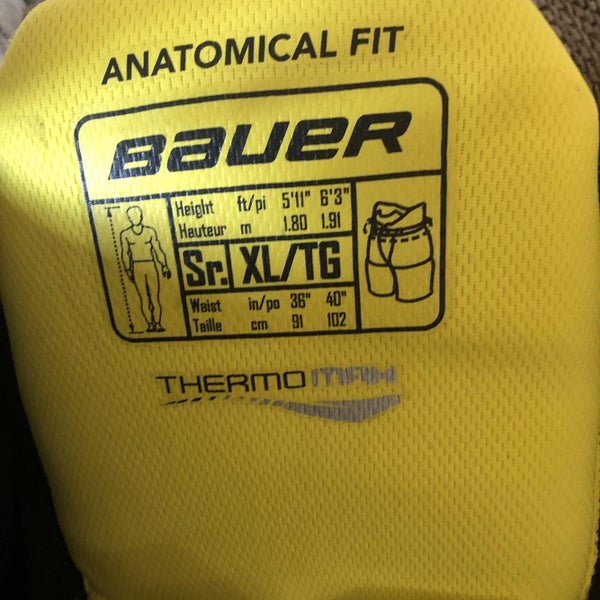 ANATOMICAL FIT
BAUER
Height ft/pi 5'11" 6'3"
Hauteur m 1.80 1.91
Sr. XL/TG
Waist in/po 36" 40"
Taille cm 91 102
THERMO MAX